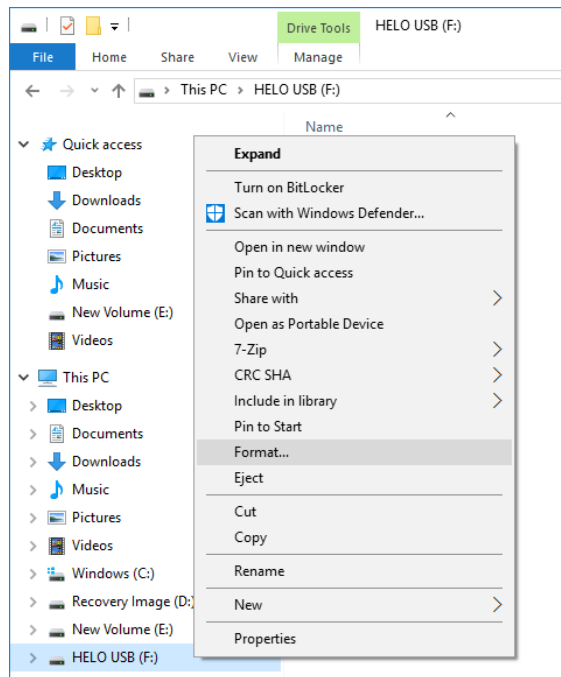 Drive Tools HELO USB (F:)
File Home Share View Manage
This PC > HELO USB (F:)
Name
Quick access
Desktop
Downloads
Documents
Pictures
Music
New Volume (E:)
Videos
This PC
Desktop
Documents
Downloads
Music
Pictures
Videos
Windows (C:)
Recovery Image (D:)
New Volume (E:)
HELO USB (F:)
Expand
Turn on BitLocker
Scan with Windows Defender...
Open in new window
Pin to Quick access
Share with
Open as Portable Device
7-Zip
CRC SHA
Include in library
Pin to Start
Format...
Eject
Cut
Copy
Rename
New
Properties